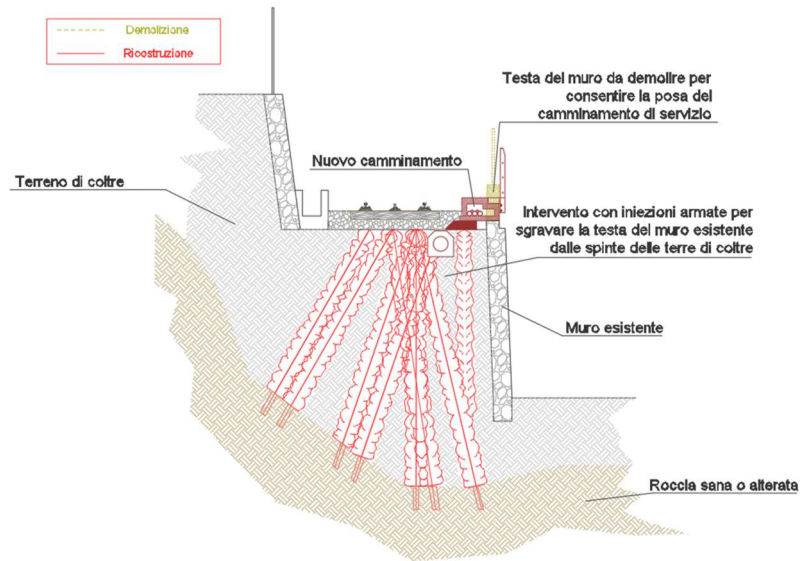 Demolizione
Ricostruzione
Testa del muro da demolire per
consentire la posa del
camminamento di servizio
Nuovo camminamento
Terreno di coltre
Intervento con iniezioni armate per
sgravare la testa del muro esistente
dalle spinte delle terre di coltre
Muro esistente
Roccia sana o alterata